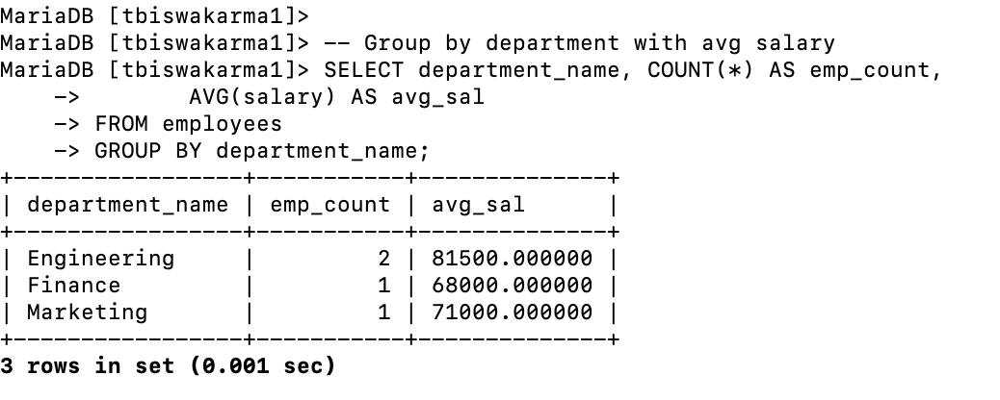 MariaDB [tbiswakarma1]>
MariaDB [tbiswakarma1]> -- Group by department with avg salary
MariaDB [tbiswakarma1]> SELECT department_name, COUNT(*) AS emp_count,
    ->        AVG(salary) AS avg_sal
    -> FROM employees
    -> GROUP BY department_name;
+-----------------+-----------+--------------+
| department_name | emp_count | avg_sal      |
+-----------------+-----------+--------------+
| Engineering     |         2 | 81500.000000 |
| Finance         |         1 | 68000.000000 |
| Marketing       |         1 | 71000.000000 |
+-----------------+-----------+--------------+
3 rows in set (0.001 sec)